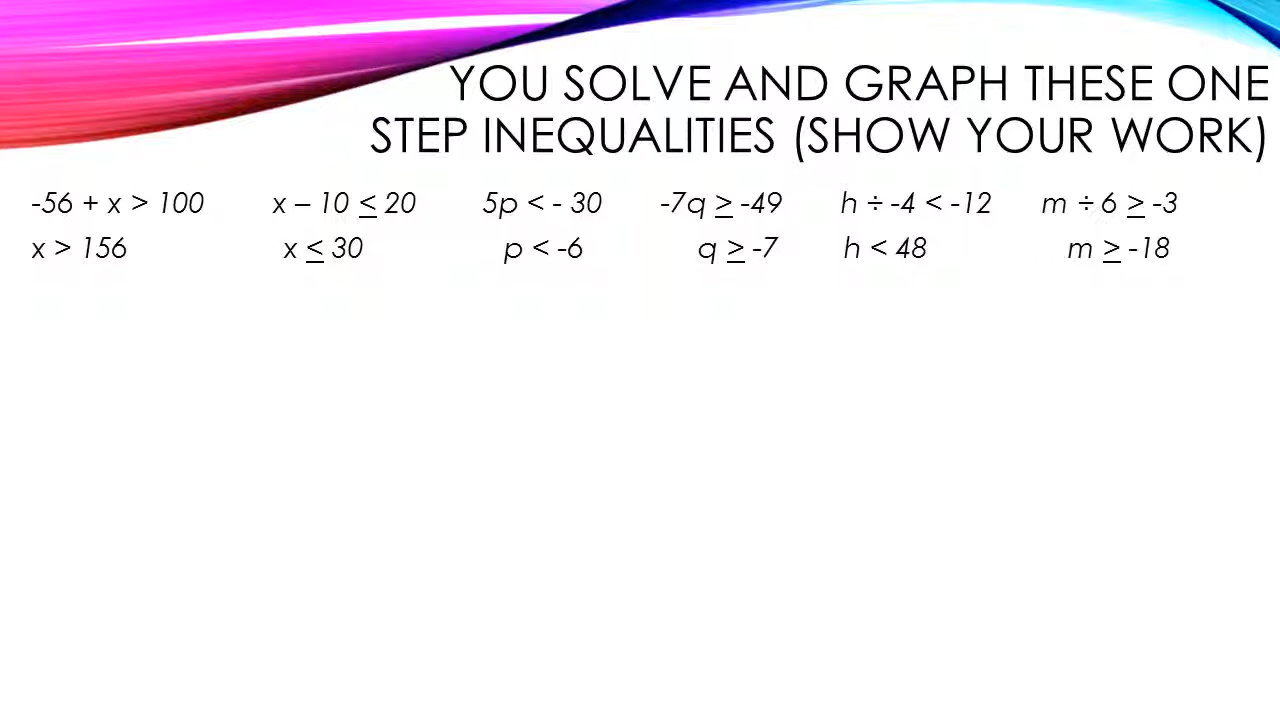 YOU SOLVE AND GRAPH THESE ONE
STEP INEQUALITIES (SHOW YOUR WORK)
-56 + x > 100 x – 10 ≤ 20 5p < - 30 -7q ≥ -49 h ÷ -4 < -12 m ÷ 6 ≥ -3
x > 156 x ≤ 30 p < -6 q ≥ -7 h < 48 m ≥ -18